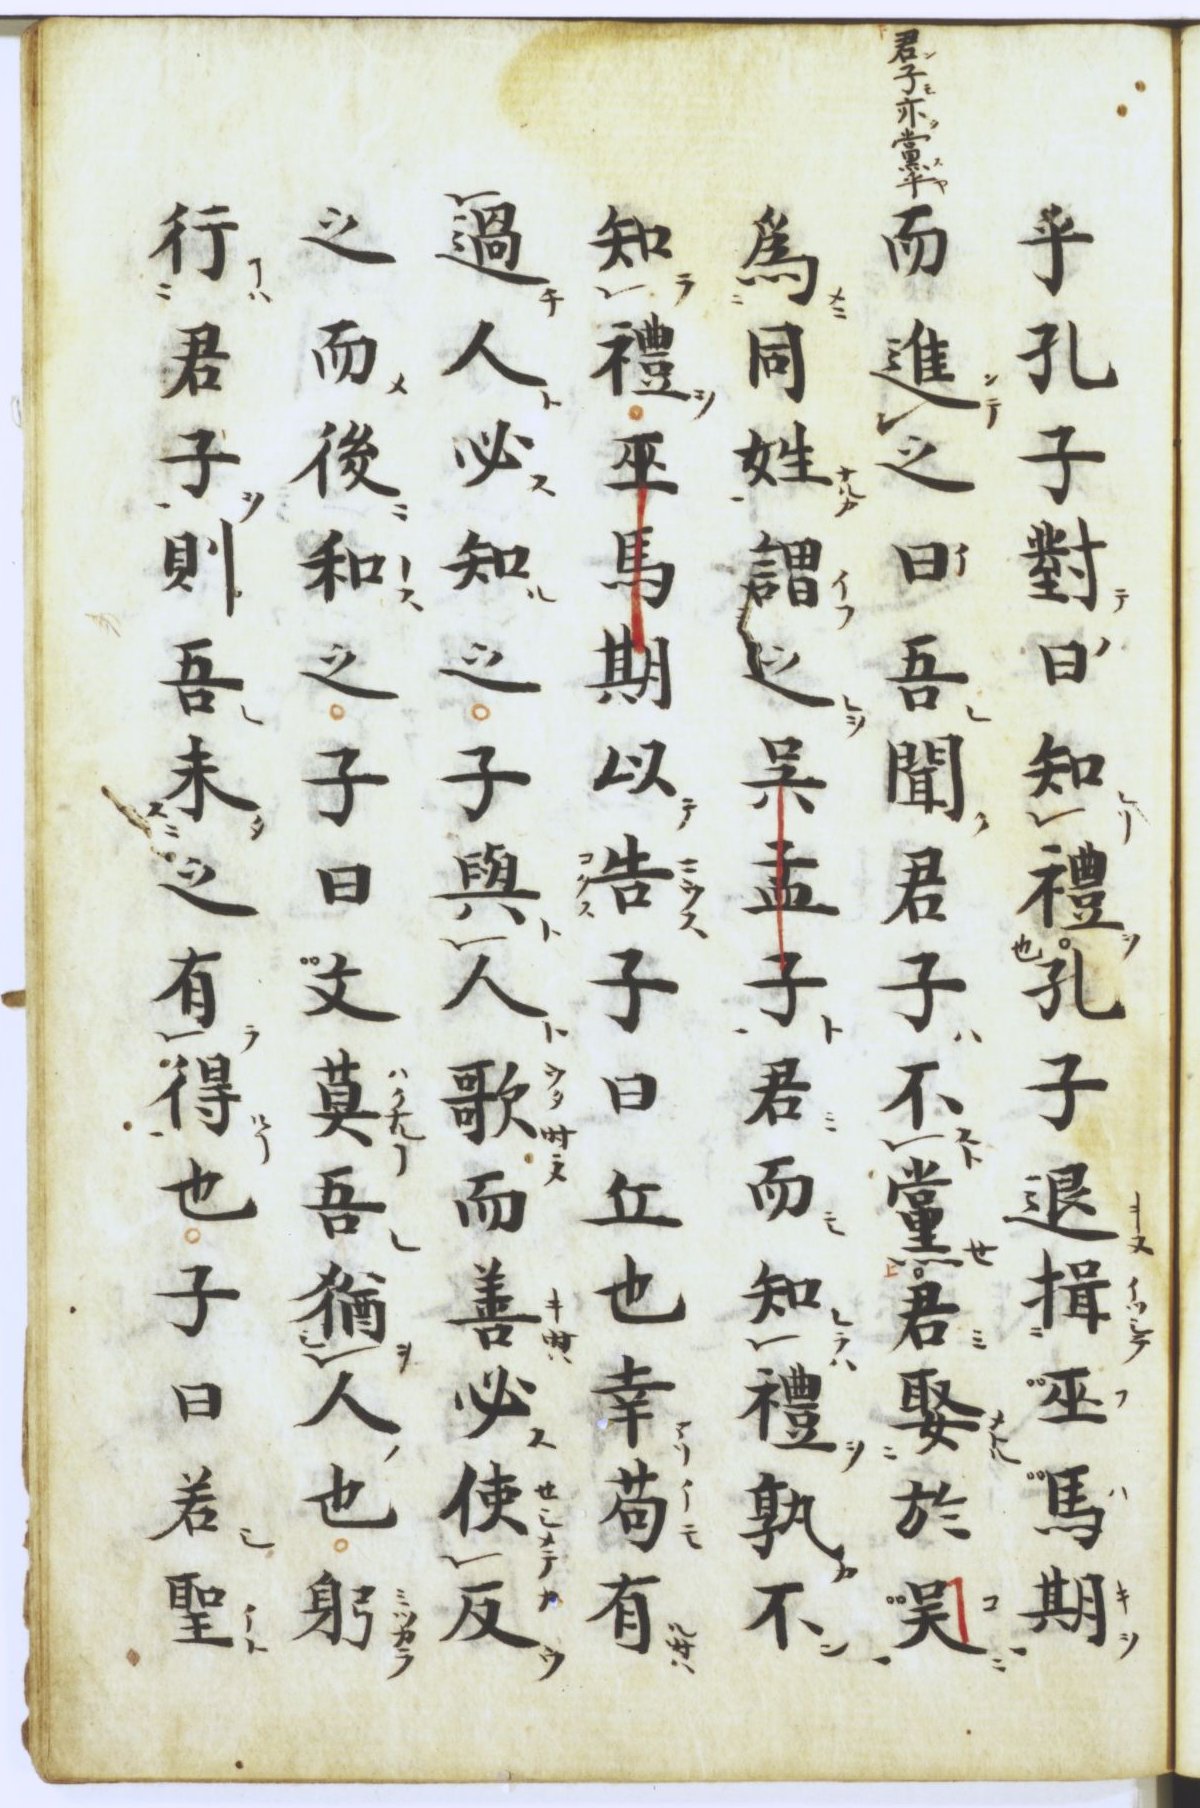 乎孔子對曰知禮也孔子退揖巫馬期
君子亦黨乎
而進之曰吾聞君子不黨君娶於吴
為同姓謂之呉孟子君而知禮孰不
知禮巫馬期以告子曰丘也幸苟有
過人必知之子與人歌而善必使反
之而後和之子曰文莫吾猶人也躬
行君子則吾未之有得也子曰若聖